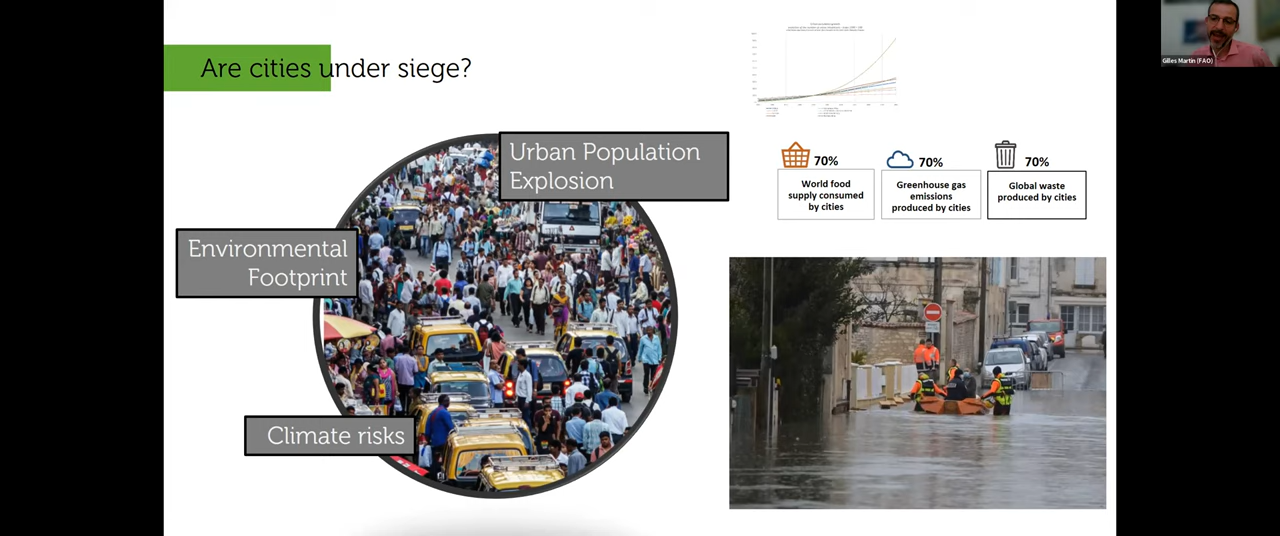 Are cities under siege?
Urban Population
Explosion
Environmental
Footprint
Climate risks
70%
World food
supply consumed
by cities
70%
Greenhouse gas
emissions
produced by cities
70%
Global waste
produced by cities
Gilles Martin (FAO)